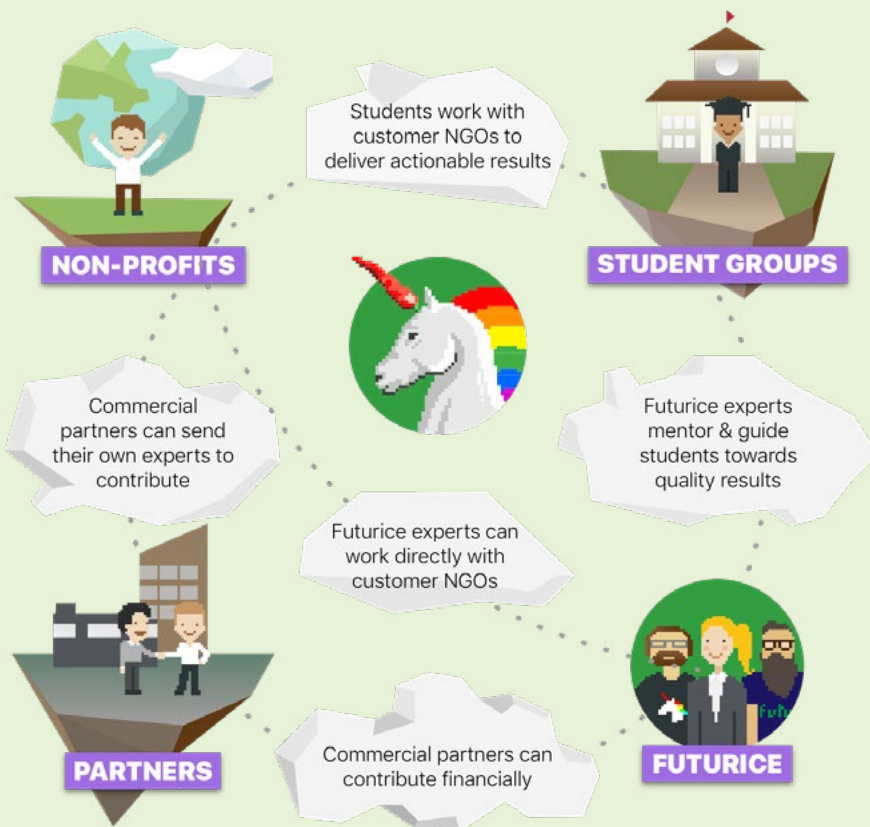 Students work with
customer NGOs to
deliver actionable results
NON-PROFITS
STUDENT GROUPS
Commercial
partners can send
their own experts to
contribute
Futurice experts
mentor & guide
students towards
quality results
Futurice experts can
work directly with
customer NGOs
futu
PARTNERS
Commercial partners can
contribute financially
FUTURICE